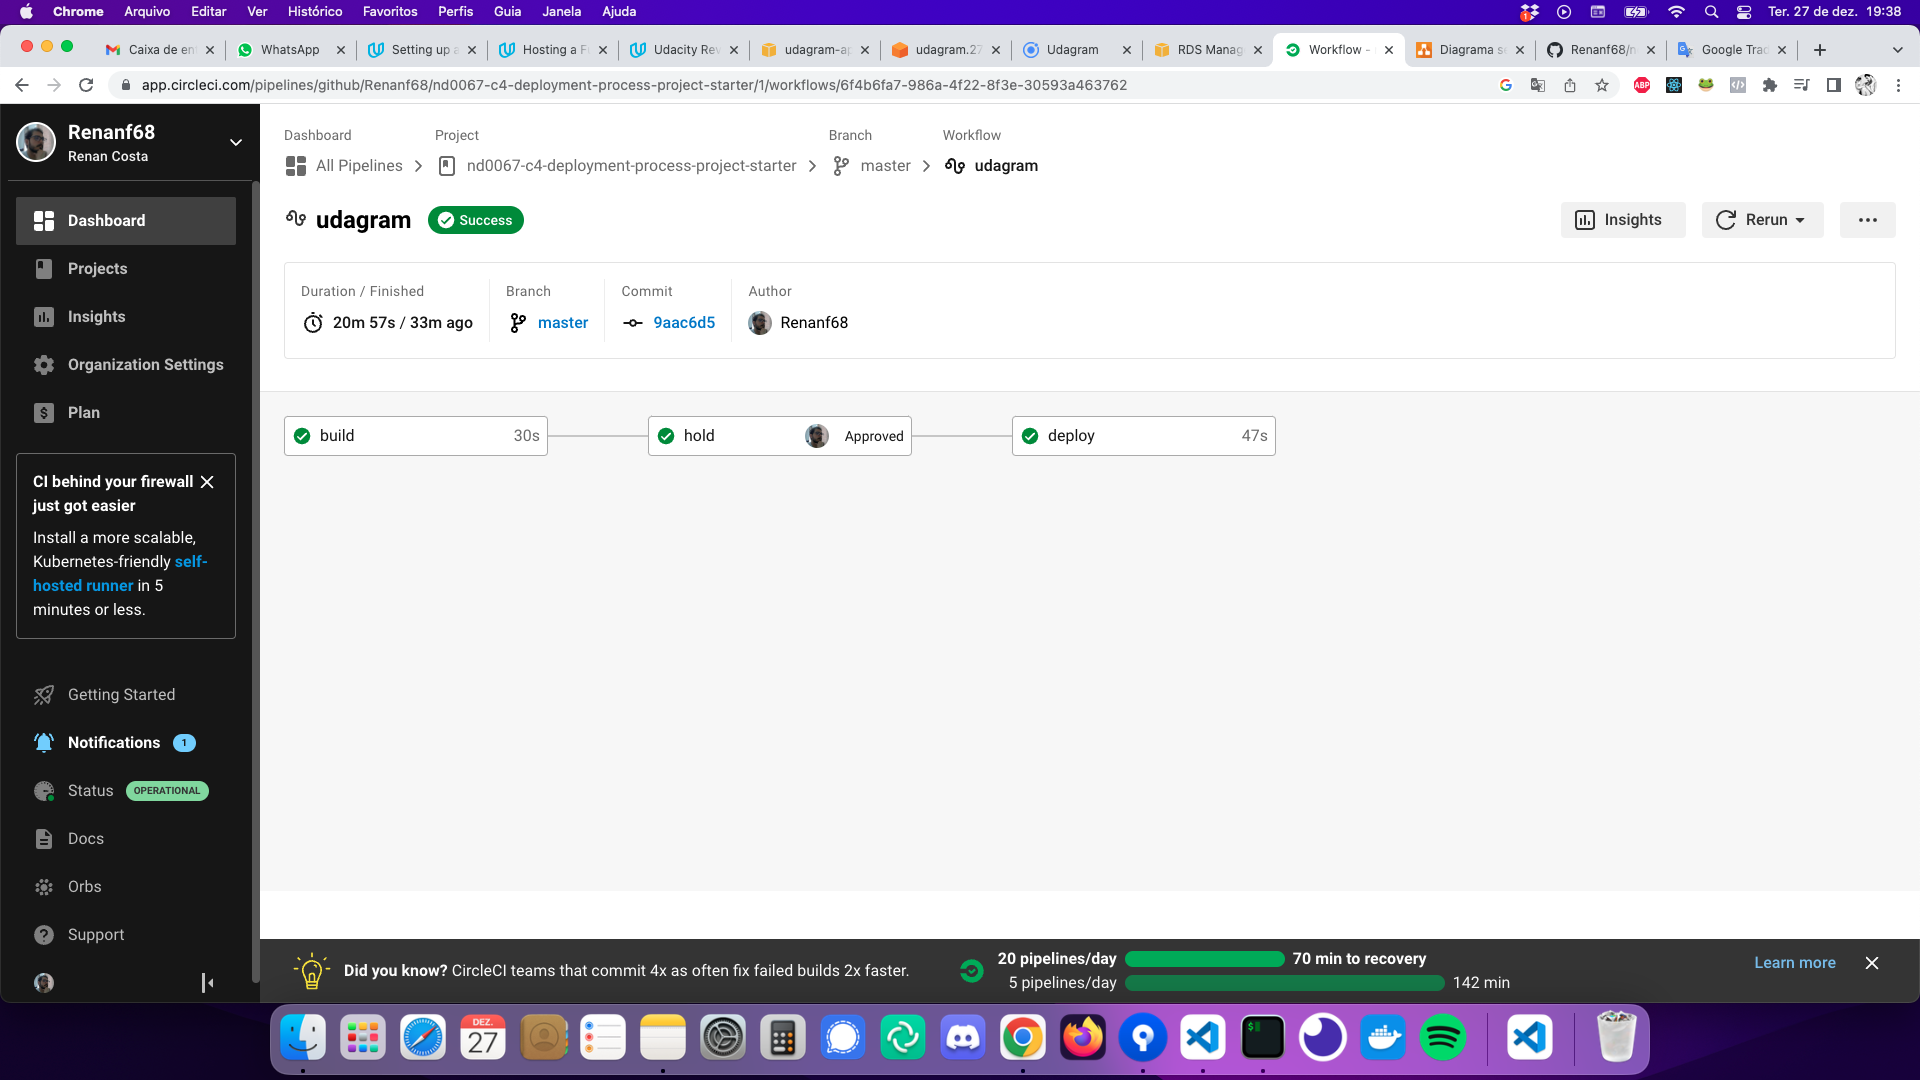 Chrome Arquivo Editar Ver Histórico Favoritos Perfis Guia Janela Ajuda
1
Ter. 27 de dez. 19:38
Caixa de en
WhatsApp
Setting up a
Hosting a F
Udacity Rev
udagram-ap
udagram.27
Udagram
RDS Manag
Workflow -
Diagrama s
Renanf68/n
Google Trad
app.circleci.com/pipelines/github/Renanf68/nd0067-c4-deployment-process-project-starter/1/workflows/6f4b6fa7-986a-4f22-8f3e-30593a463762
ABP
Renanf68
Renan Costa
Dashboard
Projects
Insights
Organization Settings
Plan
CI behind your firewall
just got easier
Install a more scalable,
Kubernetes-friendly self-
hosted runner in 5
minutes or less.
Getting Started
Notifications 1
Status OPERATIONAL
Docs
Orbs
Support
Dashboard Project Branch Workflow
All Pipelines nd0067-c4-deployment-process-project-starter master udagram
udagram Success
Insights Rerun
Duration / Finished Branch Commit Author
20m 57s / 33m ago master 9aac6d5 Renanf68
build 30s hold Approved deploy 47s
Did you know? CircleCI teams that commit 4x as often fix failed builds 2x faster.
20 pipelines/day 70 min to recovery
5 pipelines/day 142 min
Learn more
DEZ.
27